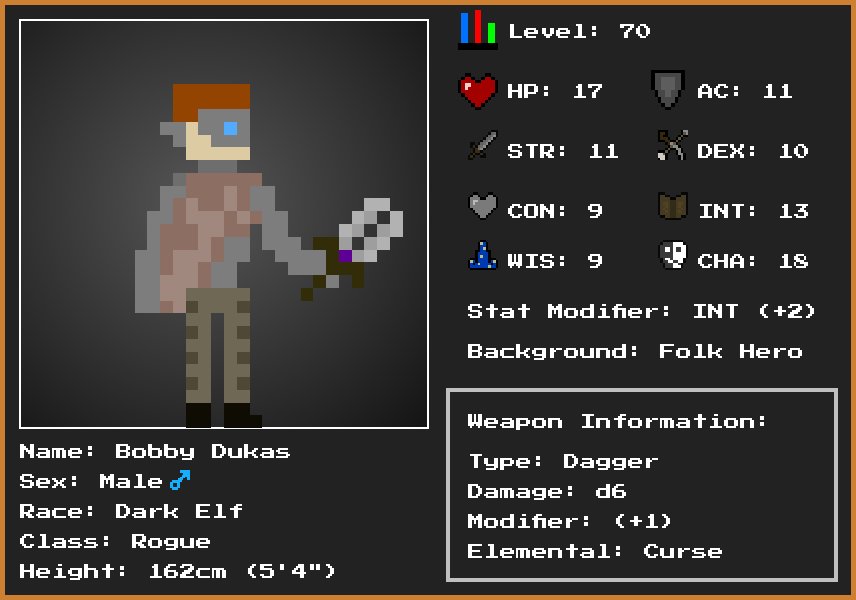 Level: 70
HP: 17 AC: 11
STR: 11 DEX: 10
CON: 9 INT: 13
WIS: 9 CHA: 18
Stat Modifier: INT (+2)
Background: Folk Hero
Weapon Information:
Type: Dagger
Damage: d6
Modifier: (+1)
Elemental: Curse
Name: Bobby Dukas
Sex: Male♂
Race: Dark Elf
Class: Rogue
Height: 162cm (5'4")